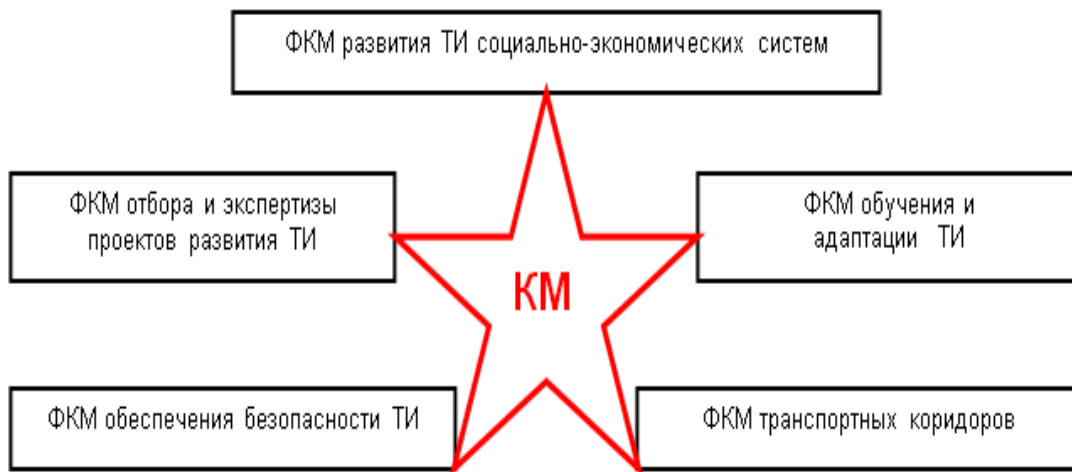 ФКМ развития ТИ социально-экономических систем
ФКМ отбора и экспертизы
проектов развития ТИ
ФКМ обучения и
адаптации ТИ
КМ
ФКМ обеспечения безопасности ТИ
ФКМ транспортных коридоров